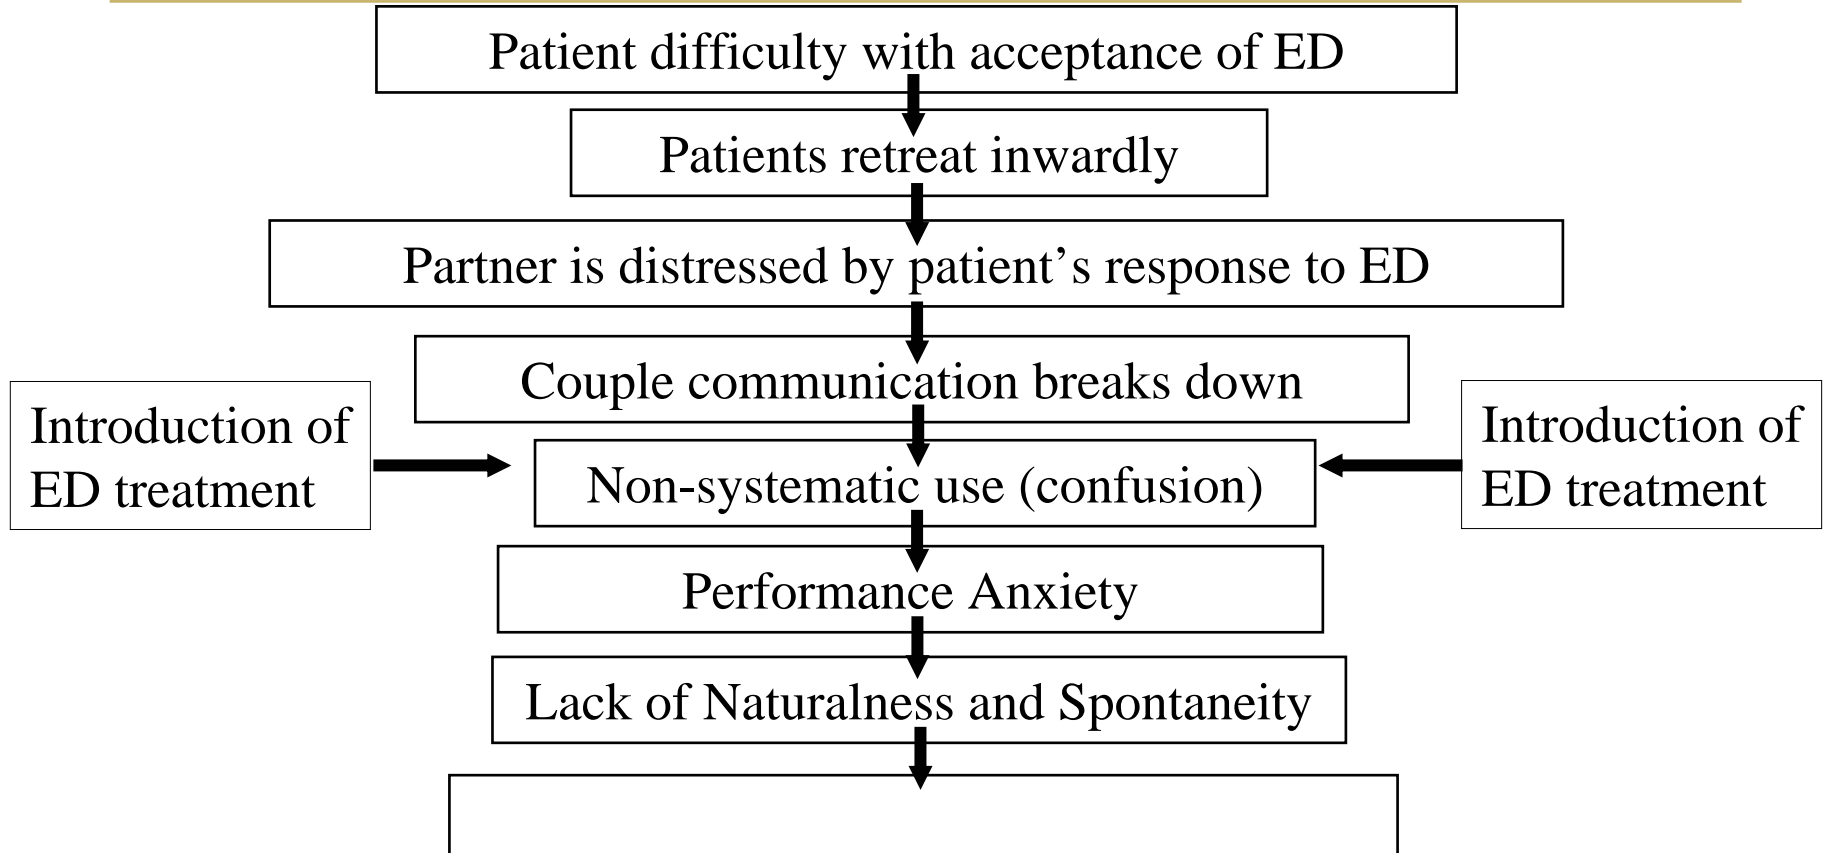 Patient difficulty with acceptance of ED
Patients retreat inwardly
Partner is distressed by patient’s response to ED
Couple communication breaks down
Introduction of
ED treatment
Non-systematic use (confusion)
Introduction of
ED treatment
Performance Anxiety
Lack of Naturalness and Spontaneity